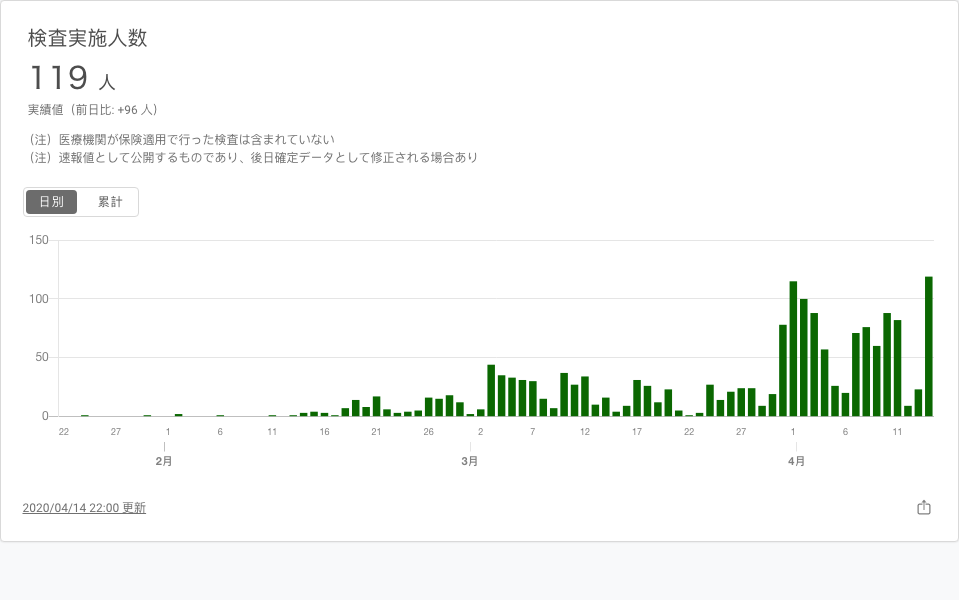 検査実施人数
119 人
実績値（前日比: +96 人）
（注）医療機関が保険適用で行った検査は含まれていない
（注）速報値として公開するものであり、後日確定データとして修正される場合あり
日別 累計
150
100
50
0
22 27 1 6 11 16 21 26 2 7 12 17 22 27 1 6 11
2月 3月 4月
2020/04/14 22:00 更新